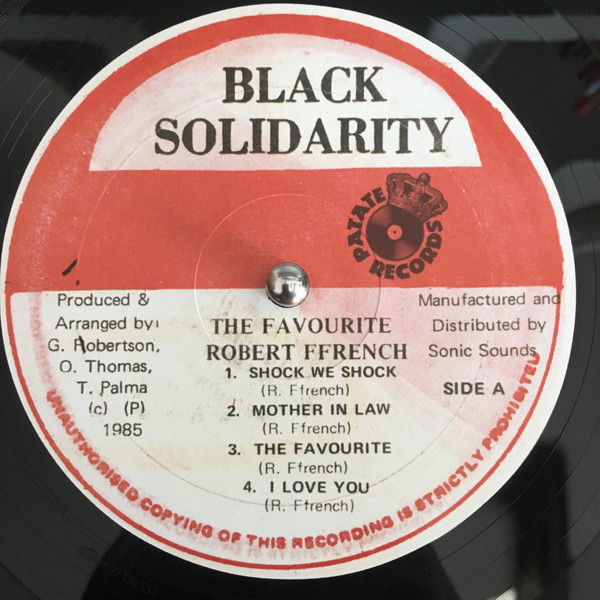 BLACK
SOLIDARITY
PATATE
RECORDS
Produced &
Arranged by:
G. Robertson,
O. Thomas,
T. Palma
(c) (P)
1985
THE FAVOURITE
ROBERT FFRENCH
1. SHOCK WE SHOCK
(R. Ffrench)
2. MOTHER IN LAW
(R. Ffrench)
3. THE FAVOURITE
(R. Ffrench)
4. I LOVE YOU
(R. Ffrench)
Manufactured and
Distributed by
Sonic Sounds
SIDE A
UNAUTHORISED COPYING OF THIS RECORDING IS STRICTLY PROHIBITED